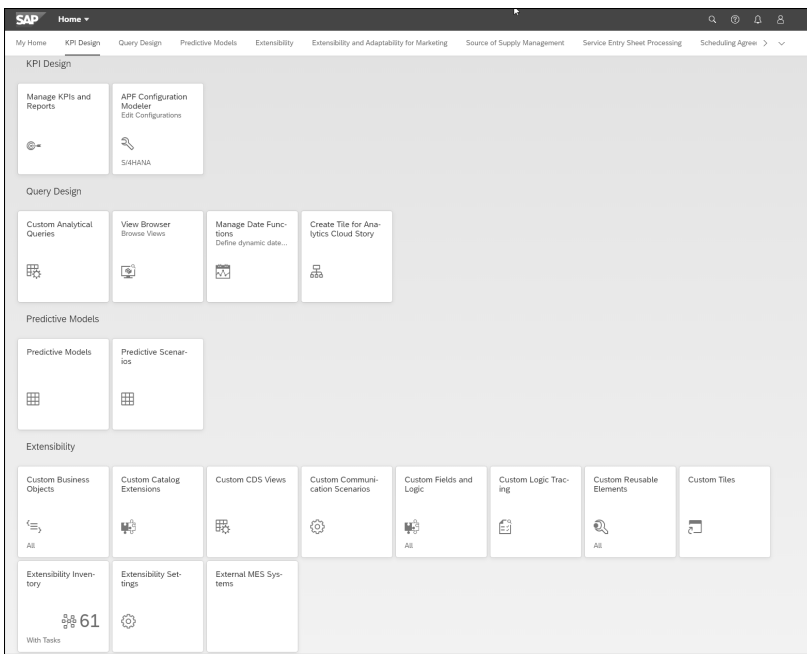 SAP Home
My Home KPI Design Query Design Predictive Models Extensibility Extensibility and Adaptability for Marketing Source of Supply Management Service Entry Sheet Processing Scheduling Agree
KPI Design
Manage KPIs and
Reports
APF Configuration
Modeler
Edit Configurations
S/4HANA
Query Design
Custom Analytical
Queries
View Browser
Browse Views
Manage Date Func-
tions
Define dynamic date...
Create Tile for Ana-
lytics Cloud Story
Predictive Models
Predictive Models
Predictive Scenar-
ios
Extensibility
Custom Business
Objects
All
Custom Catalog
Extensions
Custom CDS Views
Custom Communi-
cation Scenarios
Custom Fields and
Logic
All
Custom Logic Trac-
ing
Custom Reusable
Elements
All
Custom Tiles
Extensibility Inven-
tory
61
With Tasks
Extensibility Set-
tings
External MES Sys-
tems